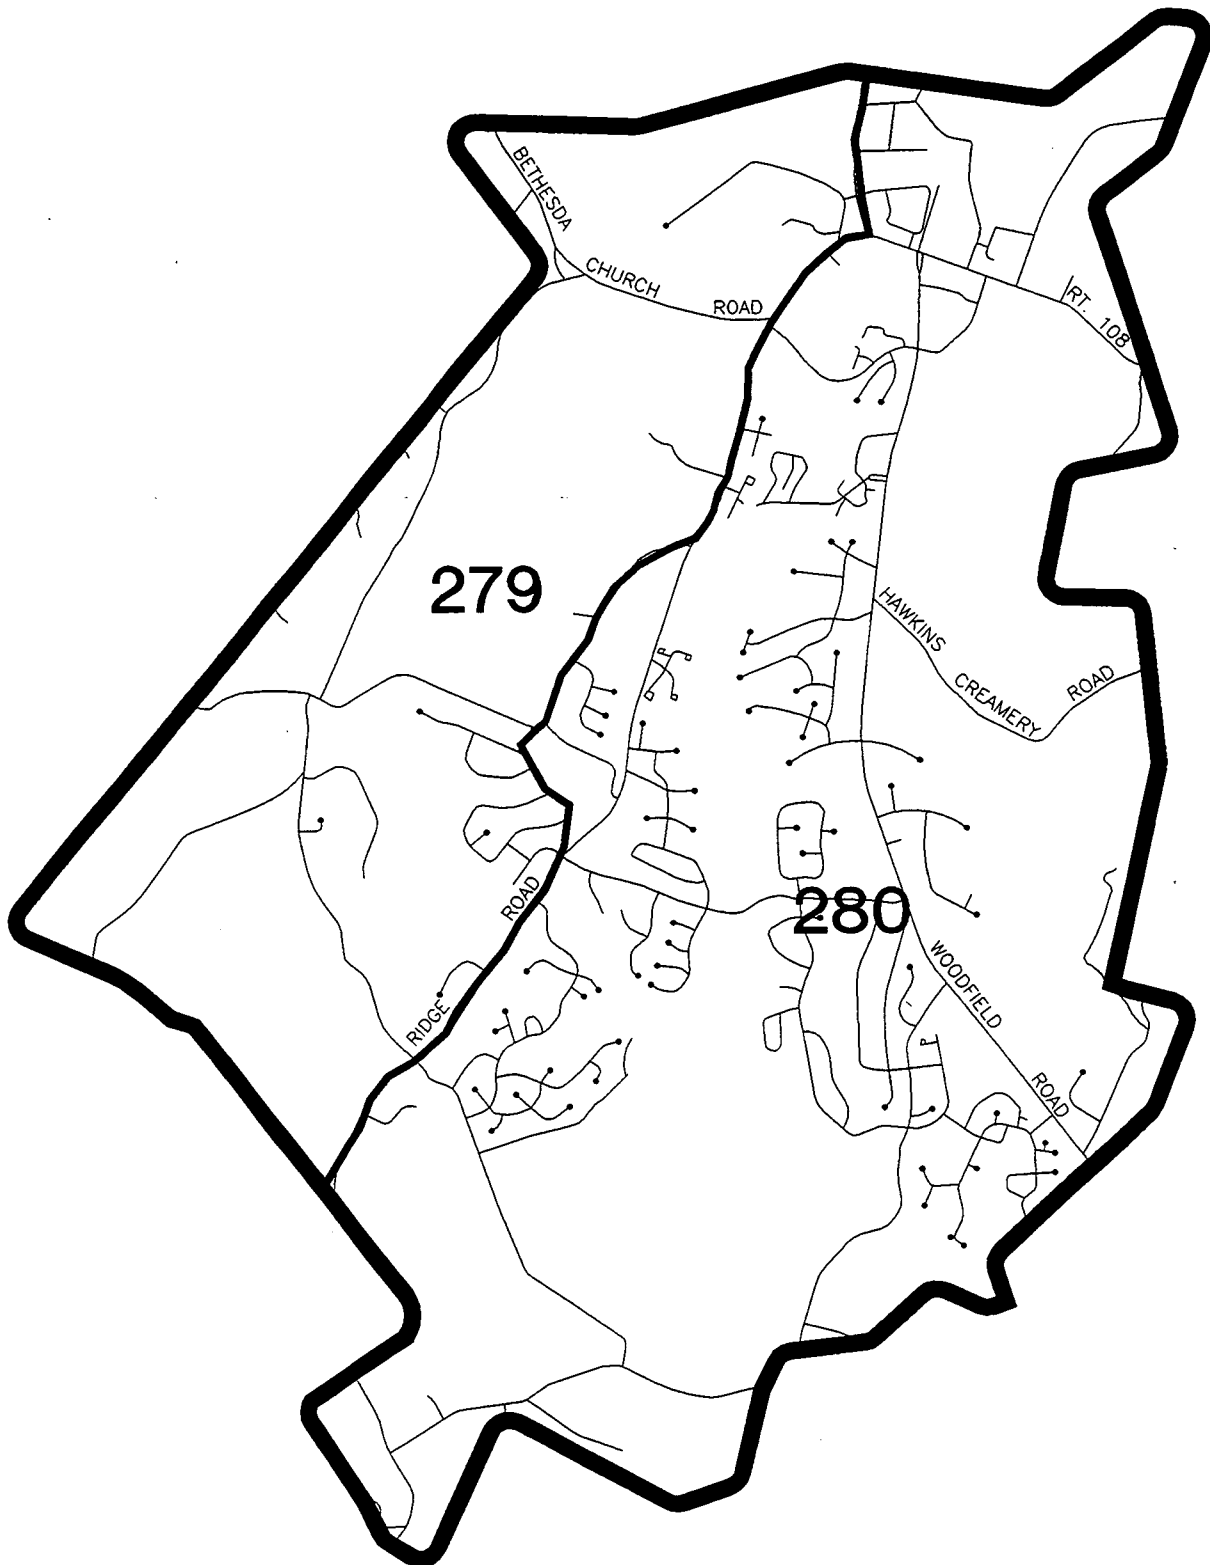 BETHESDA
CHURCH
ROAD
RT. 108
279
HAWKINS
CREAMERY
ROAD
280
ROAD
RIDGE
WOODFIELD
ROAD